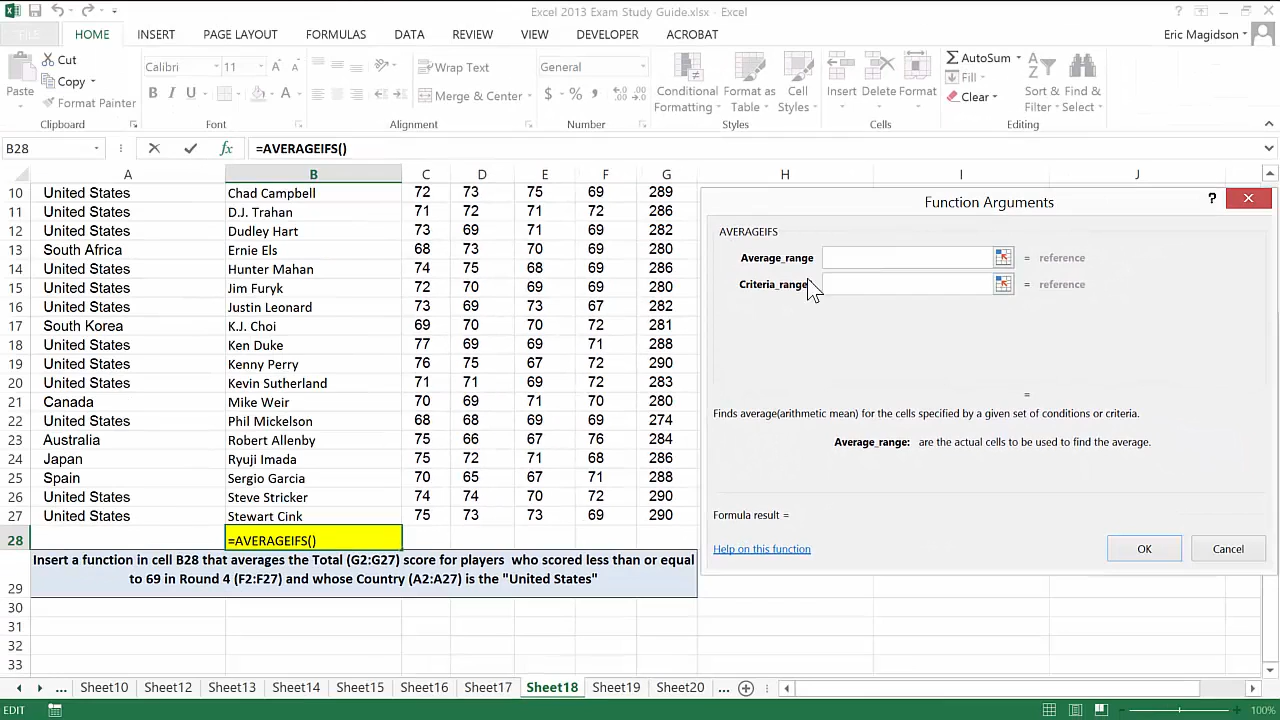 Excel 2013 Exam Study Guide.xlsx - Excel
FILE HOME INSERT PAGE LAYOUT FORMULAS DATA REVIEW VIEW DEVELOPER ACROBAT Eric Magidson
Paste Cut Copy Format Painter
Calibri 11 B I U A A A
Wrap Text Merge & Center
General $ % ,
Conditional Formatting Format as Table Cell Styles
Insert Delete Format
AutoSum Fill Clear Sort & Filter Find & Select
Clipboard Font Alignment Number Styles Cells Editing
B28 fx =AVERAGEIFS()
A B C D E F G H I J
10 United States Chad Campbell 72 73 75 69 289
11 United States D.J. Trahan 71 72 71 72 286
12 United States Dudley Hart 73 69 71 69 282
13 South Africa Ernie Els 68 73 70 69 280
14 United States Hunter Mahan 74 75 68 69 286
15 United States Jim Furyk 72 70 69 69 280
16 United States Justin Leonard 73 69 73 67 282
17 South Korea K.J. Choi 69 70 70 72 281
18 United States Ken Duke 77 69 69 71 288
19 United States Kenny Perry 76 75 67 72 290
20 United States Kevin Sutherland 71 71 69 72 283
21 Canada Mike Weir 70 69 71 70 280
22 United States Phil Mickelson 68 68 69 69 274
23 Australia Robert Allenby 75 66 67 76 284
24 Japan Ryuji Imada 75 72 71 68 286
25 Spain Sergio Garcia 70 65 67 71 288
26 United States Steve Stricker 74 74 70 72 290
27 United States Stewart Cink 75 73 73 69 290
28 =AVERAGEIFS()
29 Insert a function in cell B28 that averages the Total (G2:G27) score for players who scored less than or equal
to 69 in Round 4 (F2:F27) and whose Country (A2:A27) is the "United States"
30
31
32
33
Function Arguments ?
AVERAGEIFS
Average_range = reference
Criteria_range = reference
=
Finds average(arithmetic mean) for the cells specified by a given set of conditions or criteria.
Average_range: are the actual cells to be used to find the average.
Formula result =
Help on this function OK Cancel
... Sheet10 Sheet12 Sheet13 Sheet14 Sheet15 Sheet16 Sheet17 Sheet18 Sheet19 Sheet20 ...
EDIT 100%